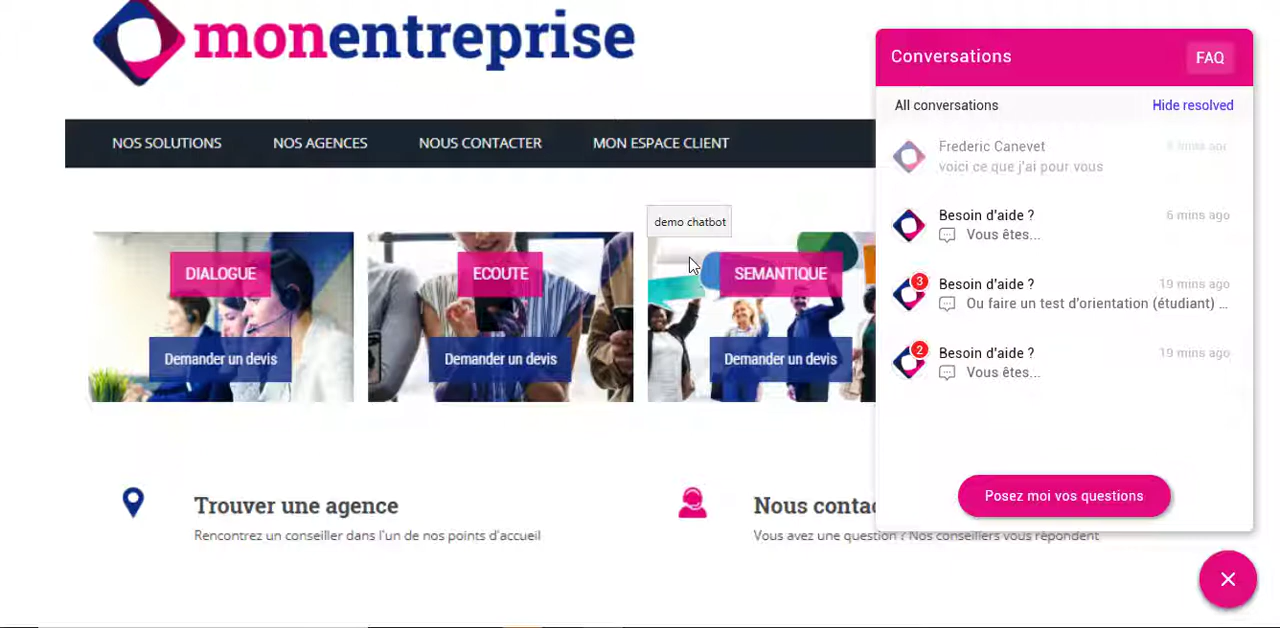 monentreprise
NOS SOLUTIONS NOS AGENCES NOUS CONTACTER MON ESPACE CLIENT
demo chatbot
DIALOGUE
Demander un devis
ECOUTE
Demander un devis
SEMANTIQUE
Demander un devis
Trouver une agence
Rencontrez un conseiller dans l'un de nos points d'accueil
Nous contac
Vous avez une question ? Nos conseillers vous répondent
Conversations
FAQ
All conversations
Hide resolved
Frederic Canevet
mins ago
voici ce que j'ai pour vous
Besoin d'aide ?
6 mins ago
Vous êtes...
3
Besoin d'aide ?
19 mins ago
Ou faire un test d'orientation (étudiant) ...
2
Besoin d'aide ?
19 mins ago
Vous êtes...
Posez moi vos questions